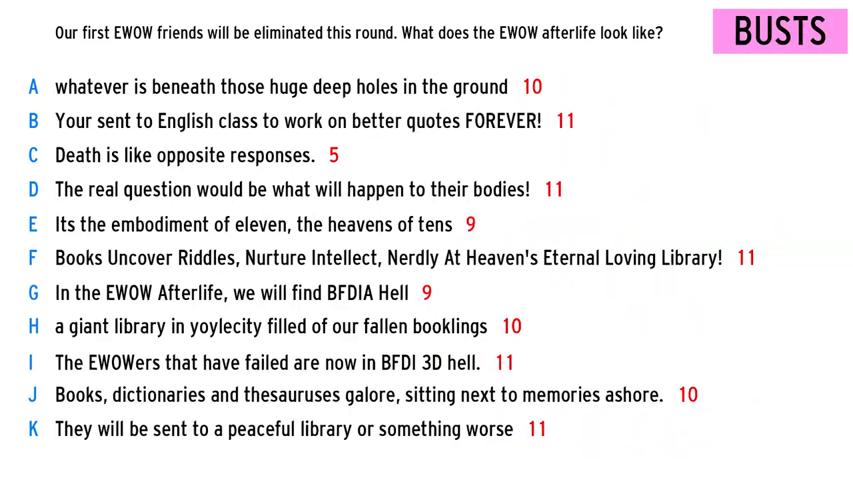 Our first EWOW friends will be eliminated this round. What does the EWOW afterlife look like?
BUSTS
A whatever is beneath those huge deep holes in the ground 10
B Your sent to English class to work on better quotes FOREVER! 11
C Death is like opposite responses. 5
D The real question would be what will happen to their bodies! 11
E Its the embodiment of eleven, the heavens of tens 9
F Books Uncover Riddles, Nurture Intellect, Nerdly At Heaven's Eternal Loving Library! 11
G In the EWOW Afterlife, we will find BFDIA Hell 9
H a giant library in yoylecity filled of our fallen booklings 10
I The EWOWers that have failed are now in BFDI 3D hell. 11
J Books, dictionaries and thesauruses galore, sitting next to memories ashore. 10
K They will be sent to a peaceful library or something worse 11